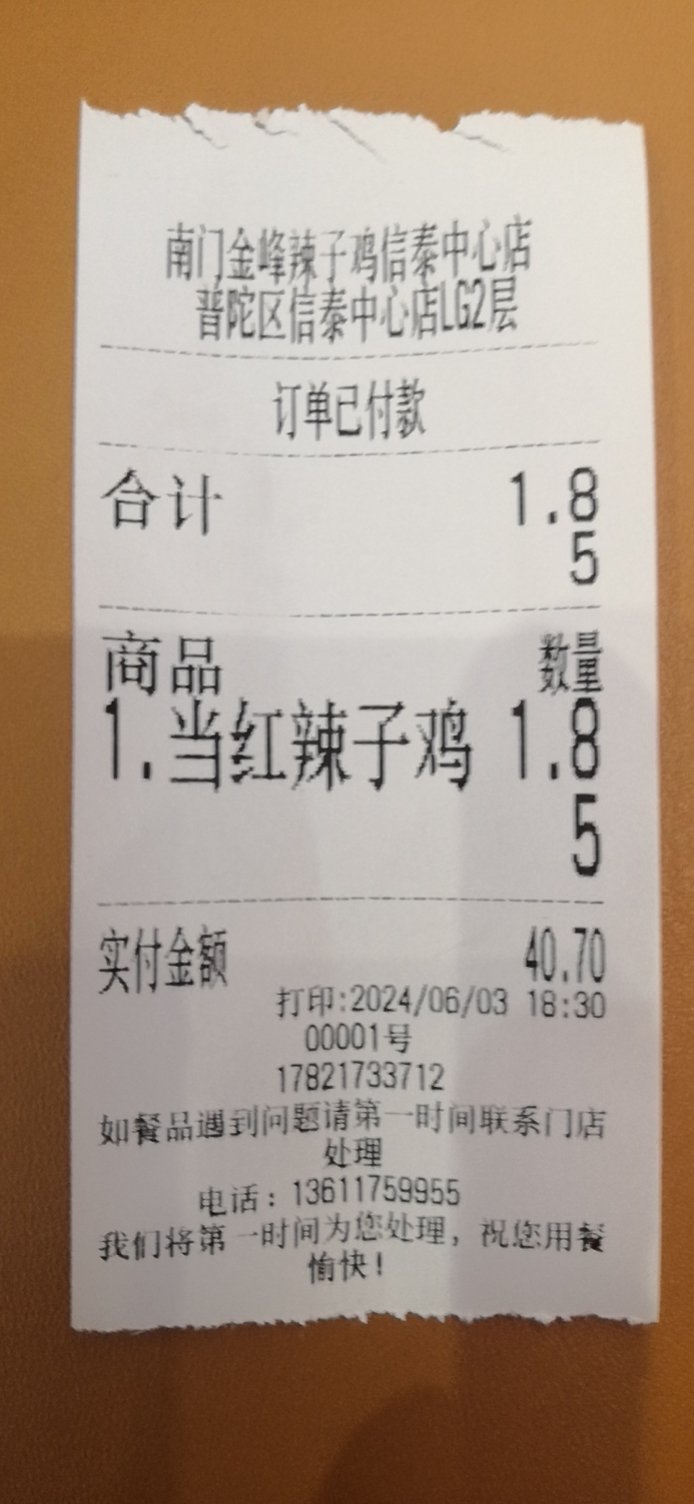 南门金峰辣子鸡信泰中心店
普陀区信泰中心店LG2层
订单已付款
合计 1.8
5
商品 数量
1.当红辣子鸡 1.8
5
实付金额 40.70
打印:2024/06/03 18:30
00001号
17821733712
如餐品遇到问题请第一时间联系门店
处理
电话：13611759955
我们将第一时间为您处理，祝您用餐
愉快！